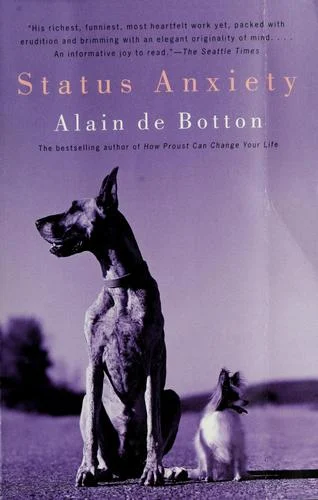 "His richest, funniest, most heartfelt work yet, packed with
erudition and brimming with an elegant originality of mind. . . .
An informative joy to read."—The Seattle Times
Status Anxiety
Alain de Botton
The bestselling author of How Proust Can Change Your Life